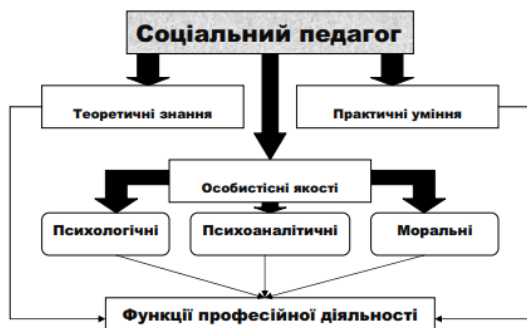 Соціальний педагог
Теоретичні знання
Практичні уміння
Особистісні якості
Психологічні
Психоаналітичні
Моральні
Функції професійної діяльності